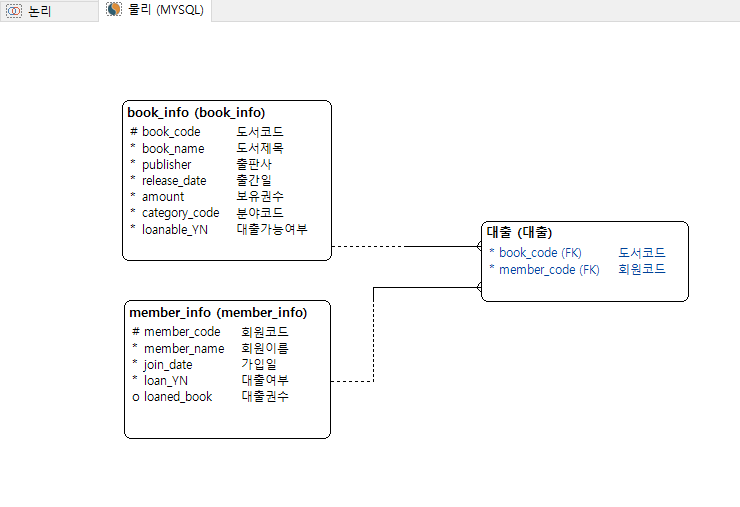 논리
물리 (MYSQL)
book_info (book_info)
# book_code 도서코드
* book_name 도서제목
* publisher 출판사
* release_date 출간일
* amount 보유권수
* category_code 분야코드
* loanable_YN 대출가능여부
대출 (대출)
* book_code (FK) 도서코드
* member_code (FK) 회원코드
member_info (member_info)
# member_code 회원코드
* member_name 회원이름
* join_date 가입일
* loan_YN 대출여부
o loaned_book 대출권수